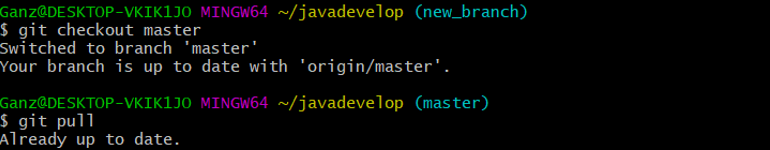 Ganz@DESKTOP-VKIK1JO MINGW64 ~/javadevelop (new_branch)
$ git checkout master
Switched to branch 'master'
Your branch is up to date with 'origin/master'.
Ganz@DESKTOP-VKIK1JO MINGW64 ~/javadevelop (master)
$ git pull
Already up to date.